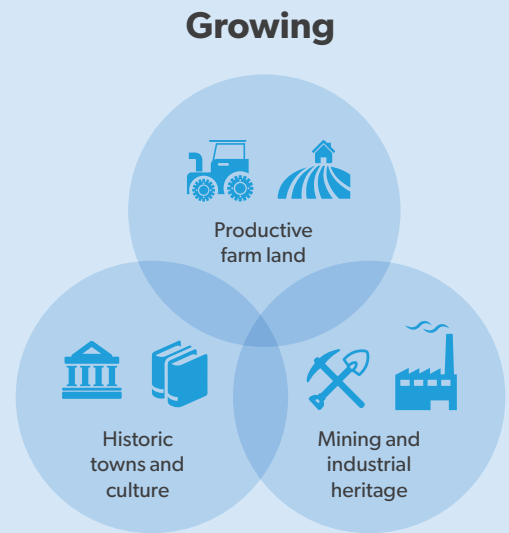 Growing
Productive
farm land
Historic
towns and
culture
Mining and
industrial
heritage